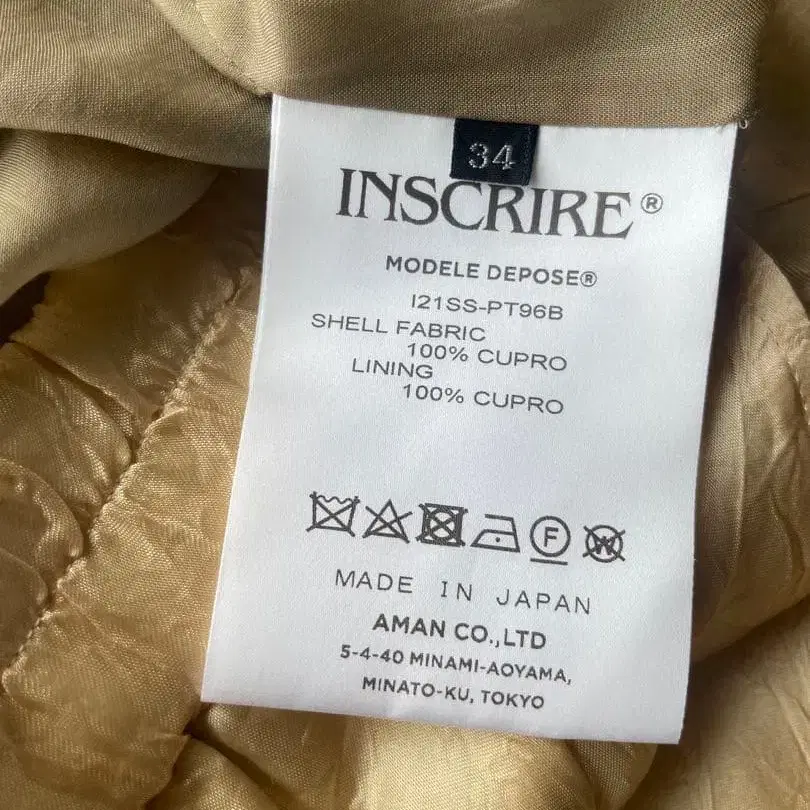 34
INSCRIRE®
MODELE DEPOSE®
I21SS-PT96B
SHELL FABRIC
100% CUPRO
LINING
100% CUPRO
F
W
MADE IN JAPAN
AMAN CO.,LTD
5-4-40 MINAMI-AOYAMA,
MINATO-KU, TOKYO